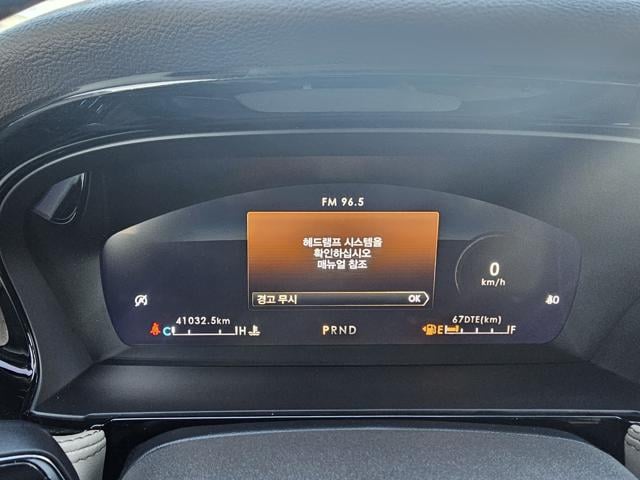 FM 96.5
헤드램프 시스템을
확인하십시오
매뉴얼 참조
0
km/h
경고 무시 OK
41032.5km
67DTE(km)
C H
PRND
E F